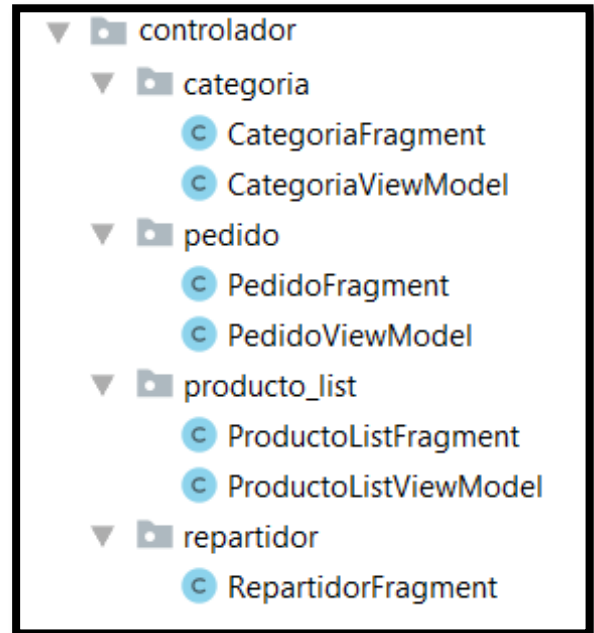 controlador
categoria
CategoriaFragment
CategoriaViewModel
pedido
PedidoFragment
PedidoViewModel
producto_list
ProductoListFragment
ProductoListViewModel
repartidor
RepartidorFragment